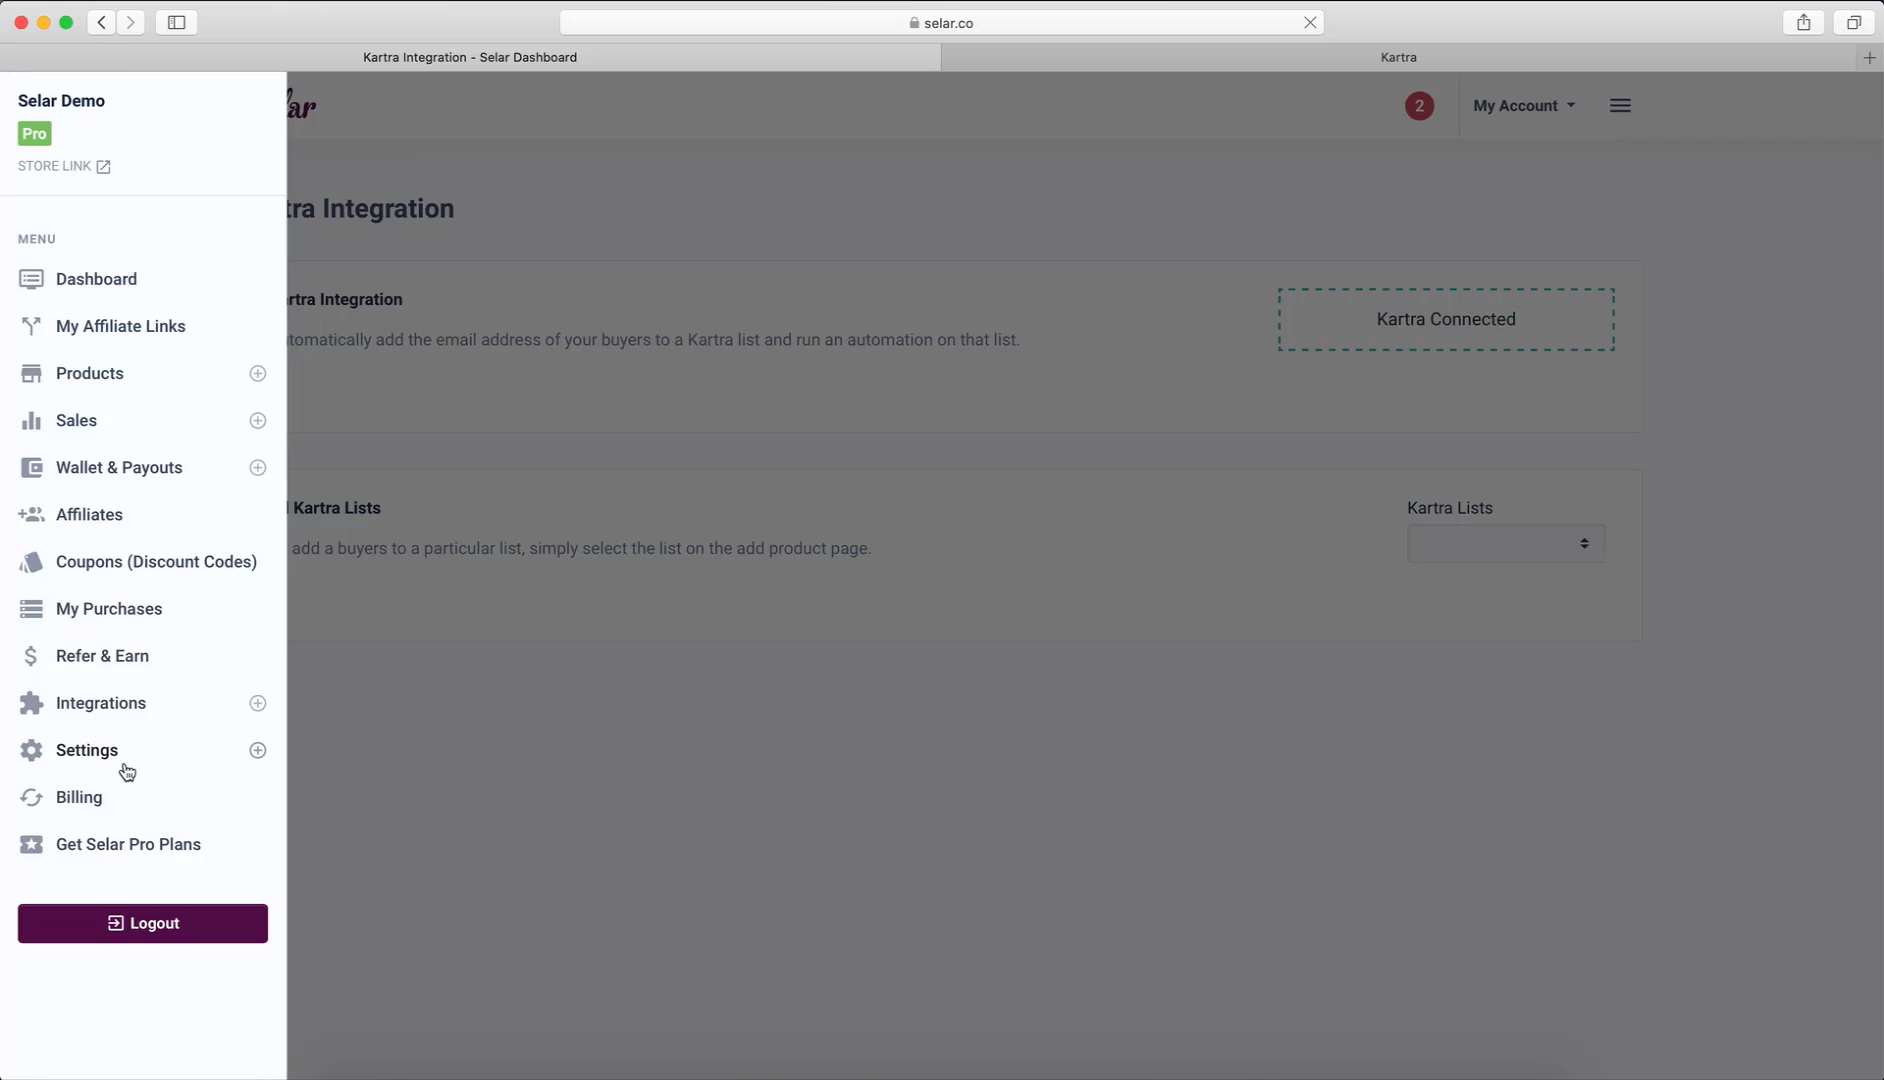 selar.co
Kartra Integration - Selar Dashboard
Kartra
Selar Demo
Pro
STORE LINK
lar
2
My Account
tra Integration
MENU
Dashboard
My Affiliate Links
Products
Sales
Wallet & Payouts
Affiliates
Coupons (Discount Codes)
My Purchases
Refer & Earn
Integrations
Settings
Billing
Get Selar Pro Plans
Logout
artra Integration
tomatically add the email address of your buyers to a Kartra list and run an automation on that list.
Kartra Connected
l Kartra Lists
add a buyers to a particular list, simply select the list on the add product page.
Kartra Lists